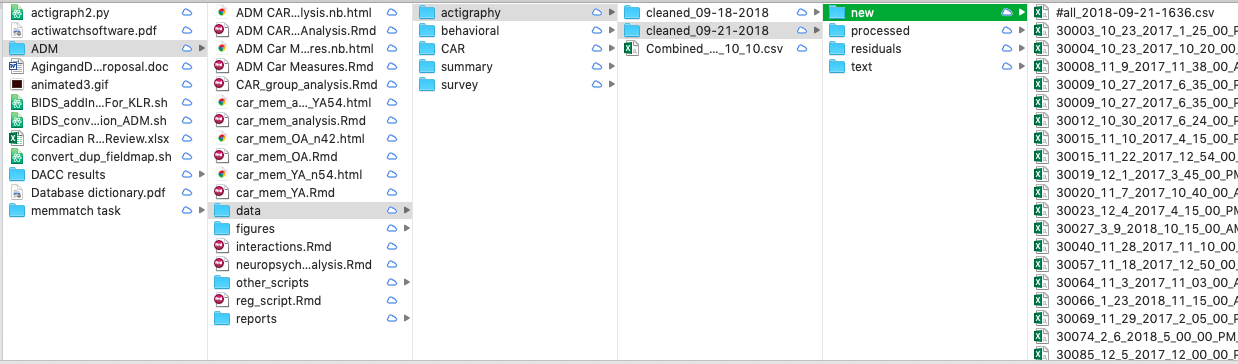 actigraph2.py
actiwatchsoftware.pdf
ADM
AgingandD...roposal.doc
animated3.gif
BIDS_addIn...For_KLR.sh
BIDS_conv...ion_ADM.sh
Circadian R...Review.xlsx
convert_dup_fieldmap.sh
DACC results
Database dictionary.pdf
memmatch task
ADM CAR...lysis.nb.html
ADM CAR...Analysis.Rmd
ADM Car M...res.nb.html
ADM Car Measures.Rmd
CAR_group_analysis.Rmd
car_mem_a..._YA54.html
car_mem_analysis.Rmd
car_mem_OA_n42.html
car_mem_OA.Rmd
car_mem_YA_n54.html
car_mem_YA.Rmd
data
figures
interactions.Rmd
neuropsych...alysis.Rmd
other_scripts
reg_script.Rmd
reports
actigraphy
behavioral
CAR
summary
survey
cleaned_09-18-2018
cleaned_09-21-2018
Combined_..._10_10.csv
new
processed
residuals
text
#all_2018-09-21-1636.csv
30003_10_23_2017_1_25_00_P
30004_10_23_2017_10_20_00_
30008_11_9_2017_11_38_00_A
30009_10_27_2017_6_35_00_P
30009_10_27_2017_6_35_00_P
30012_10_30_2017_6_24_00_P
30015_11_10_2017_4_15_00_P
30015_11_22_2017_12_54_00_
30019_12_1_2017_3_45_00_PM
30020_11_7_2017_10_40_00_A
30023_12_4_2017_4_15_00_PM
30027_3_9_2018_10_15_00_AM
30040_11_28_2017_11_10_00_
30057_11_18_2017_12_50_00_
30064_11_3_2017_11_03_00_A
30066_1_23_2018_11_15_00_A
30069_11_29_2017_2_05_00_P
30074_2_6_2018_5_00_00_PM_
30085_12_5_2017_12_00_00_P